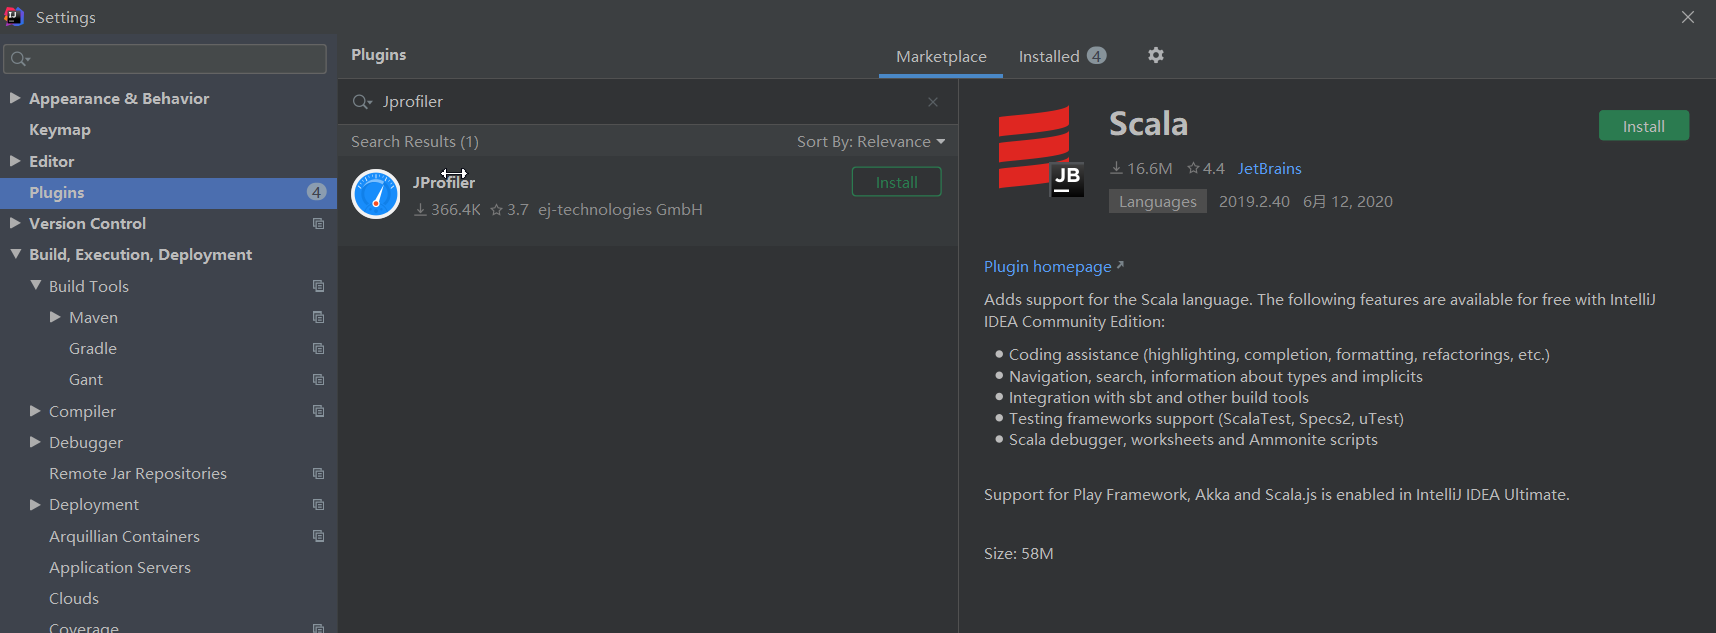 Settings
Appearance & Behavior
Keymap
Editor
Plugins 4
Version Control
Build, Execution, Deployment
Build Tools
Maven
Gradle
Gant
Compiler
Debugger
Remote Jar Repositories
Deployment
Arquillian Containers
Application Servers
Clouds
Coverage
Plugins
Marketplace Installed 4
Jprofiler
Search Results (1) Sort By: Relevance
JProfiler Install
366.4K 3.7 ej-technologies GmbH
Scala Install
16.6M 4.4 JetBrains
JB
Languages 2019.2.40 6月 12, 2020
Plugin homepage
Adds support for the Scala language. The following features are available for free with IntelliJ
IDEA Community Edition:
Coding assistance (highlighting, completion, formatting, refactorings, etc.)
Navigation, search, information about types and implicits
Integration with sbt and other build tools
Testing frameworks support (ScalaTest, Specs2, uTest)
Scala debugger, worksheets and Ammonite scripts
Support for Play Framework, Akka and Scala.js is enabled in IntelliJ IDEA Ultimate.
Size: 58M